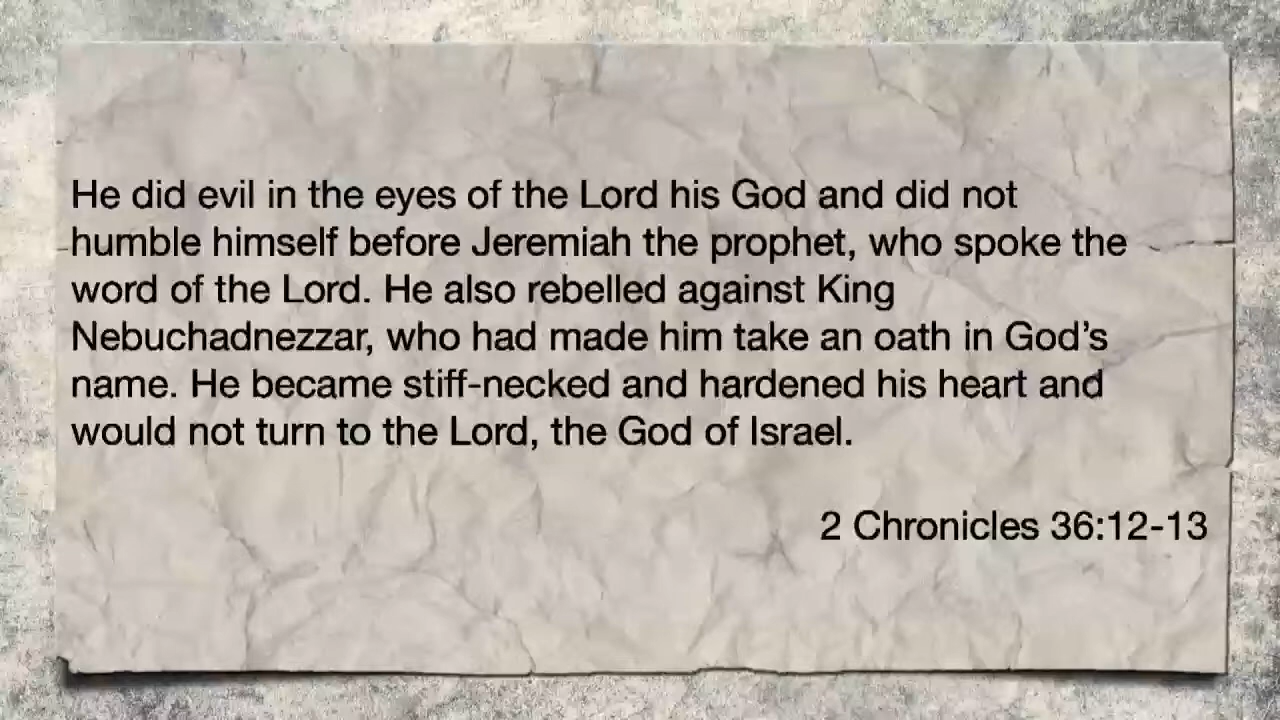 He did evil in the eyes of the Lord his God and did not
humble himself before Jeremiah the prophet, who spoke the
word of the Lord. He also rebelled against King
Nebuchadnezzar, who had made him take an oath in God’s
name. He became stiff-necked and hardened his heart and
would not turn to the Lord, the God of Israel.
2 Chronicles 36:12-13